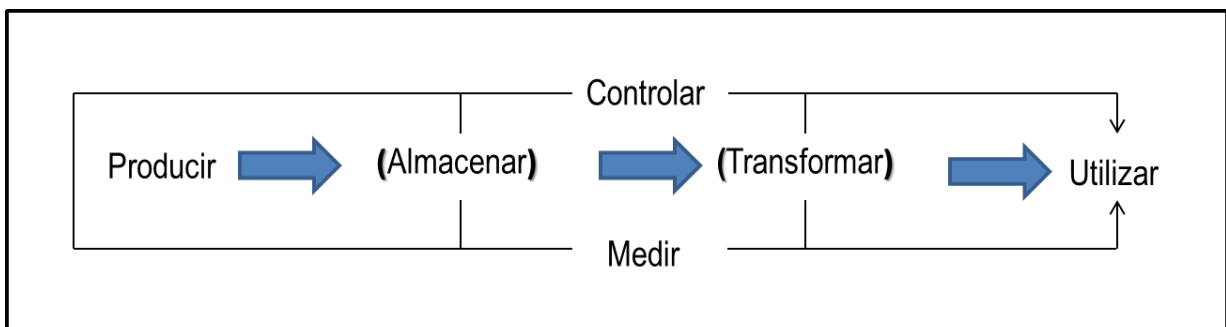 Controlar
Producir
(Almacenar)
(Transformar)
Utilizar
Medir